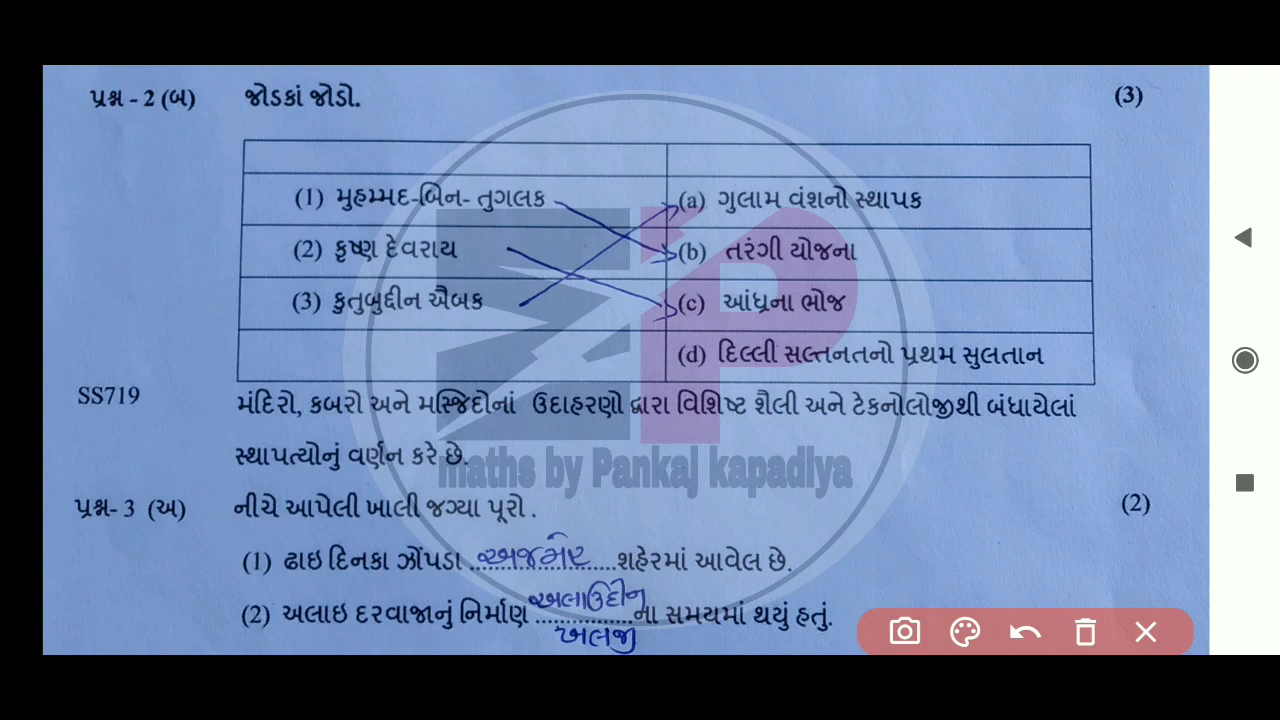 પ્રશ્ન - 2 (બ) જોડકાં જોડો. (3)
(1) મુહમ્મદ-બિન- તુગલક (a) ગુલામ વંશનો સ્થાપક
(2) કૃષ્ણ દેવરાય (b) તરંગી યોજના
(3) કુતુબુદ્દીન ઐબક (c) આંધ્રના ભોજ
(d) દિલ્લી સલ્તનતનો પ્રથમ સુલતાન
SS719 મંદિરો, કબરો અને મસ્જિદોનાં ઉદાહરણો દ્વારા વિશિષ્ટ શૈલી અને ટેકનોલોજીથી બંધાયેલાં
સ્થાપત્યોનું વર્ણન કરે છે.
maths by Pankaj kapadiya
પ્રશ્ન- 3 (અ) નીચે આપેલી ખાલી જગ્યા પૂરો . (2)
(1) ઢાઇ દિનકા ઝોંપડા ..અજમેર..શહેરમાં આવેલ છે.
(2) અલાઇ દરવાજાનું નિર્માણ અલાઉદ્દીન ................ના સમયમાં થયું હતું.
ખલજી